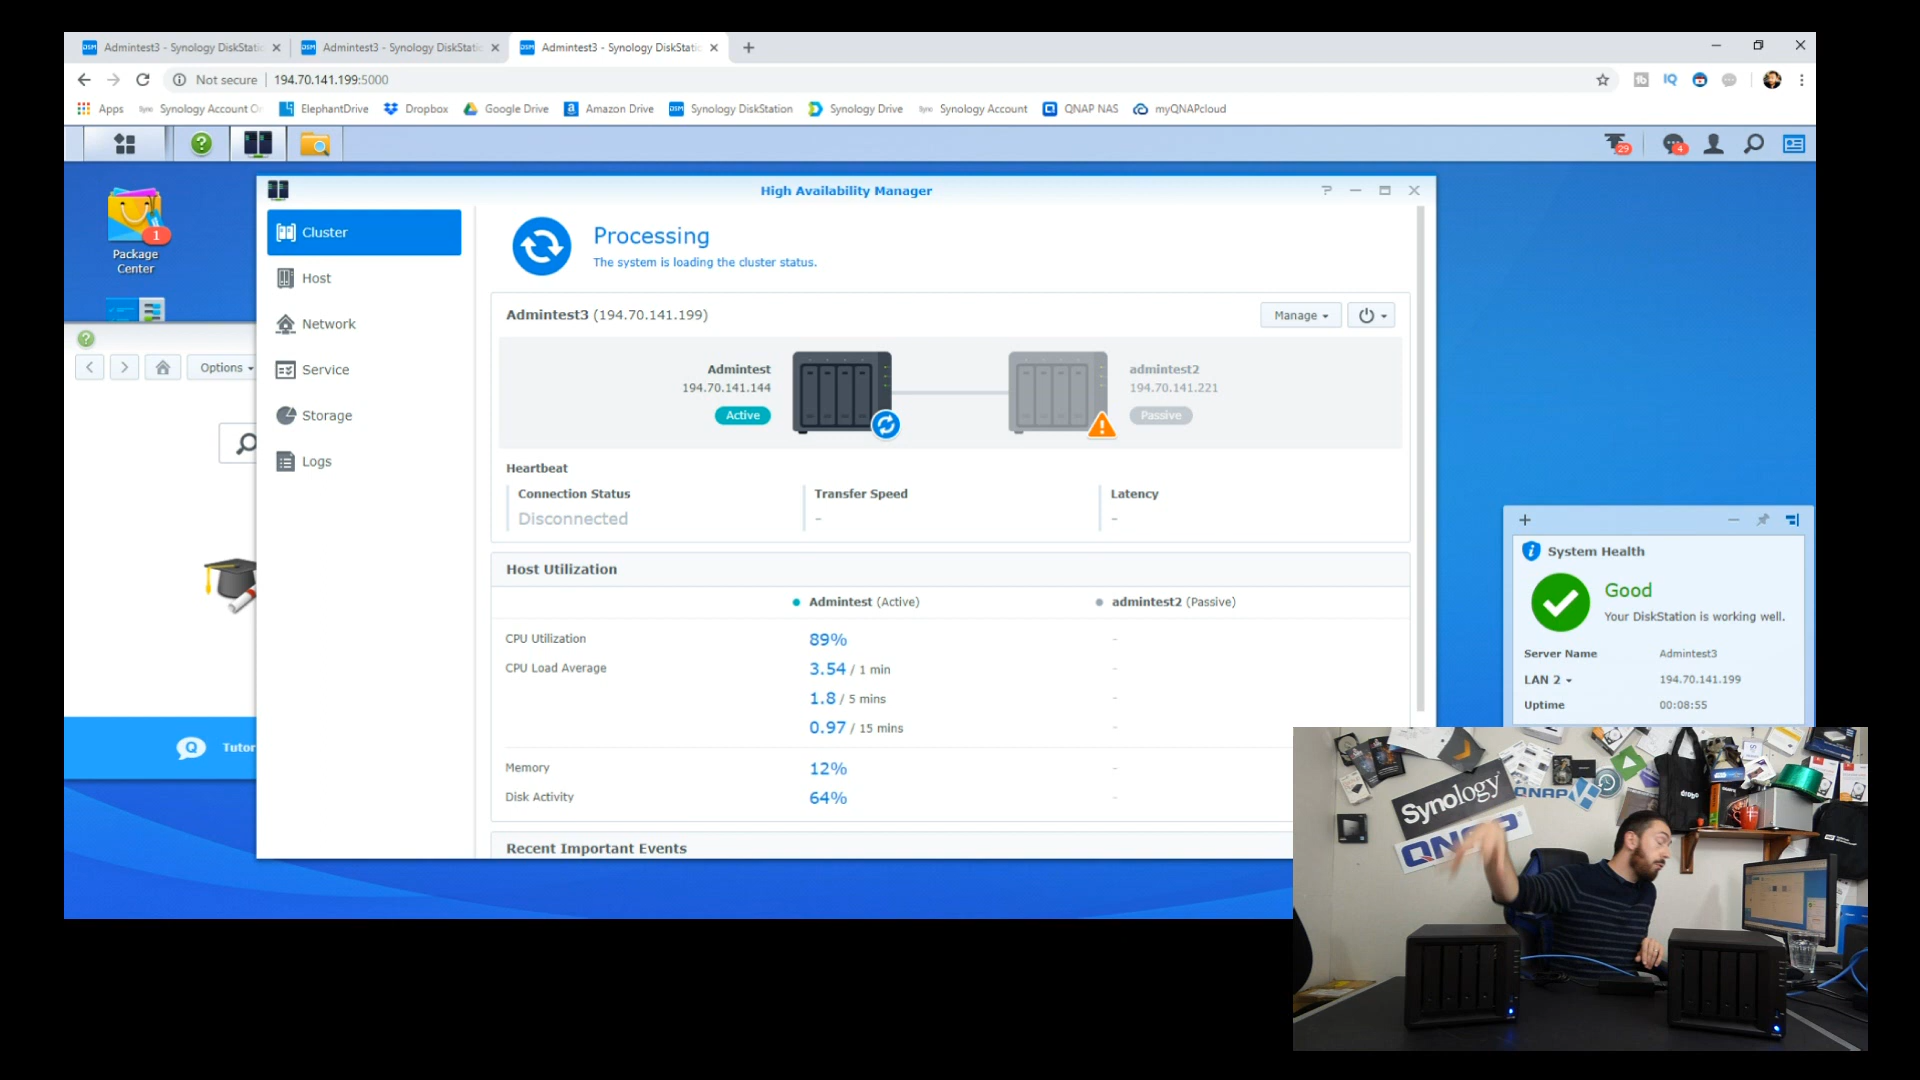 Admintest3 - Synology DiskStati
Admintest3 - Synology DiskStati
Admintest3 - Synology DiskStati
Not secure | 194.70.141.199:5000
Apps
Synology Account O
ElephantDrive
Dropbox
Google Drive
Amazon Drive
Synology DiskStation
Synology Drive
Synology Account
QNAP NAS
myQNAPcloud
29
4
1
Package
Center
Options
Tutor
High Availability Manager
Cluster
Host
Network
Service
Storage
Logs
Processing
The system is loading the cluster status.
Admintest3 (194.70.141.199)
Manage
Admintest
194.70.141.144
Active
admintest2
194.70.141.221
Passive
Heartbeat
Connection Status
Transfer Speed
Latency
Disconnected
-
-
Host Utilization
Admintest (Active)
admintest2 (Passive)
CPU Utilization
89%
-
CPU Load Average
3.54 / 1 min
-
1.8 / 5 mins
-
0.97 / 15 mins
-
Memory
12%
-
Disk Activity
64%
-
Recent Important Events
System Health
Good
Your DiskStation is working well.
Server Name
Admintest3
LAN 2
194.70.141.199
Uptime
00:08:55
Synology
QNAP
QNAP
drobo